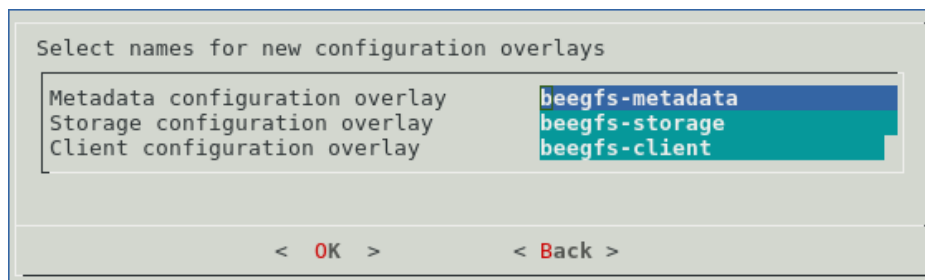 Select names for new configuration overlays
Metadata configuration overlay beegfs-metadata
Storage configuration overlay beegfs-storage
Client configuration overlay beegfs-client
< OK > < Back >